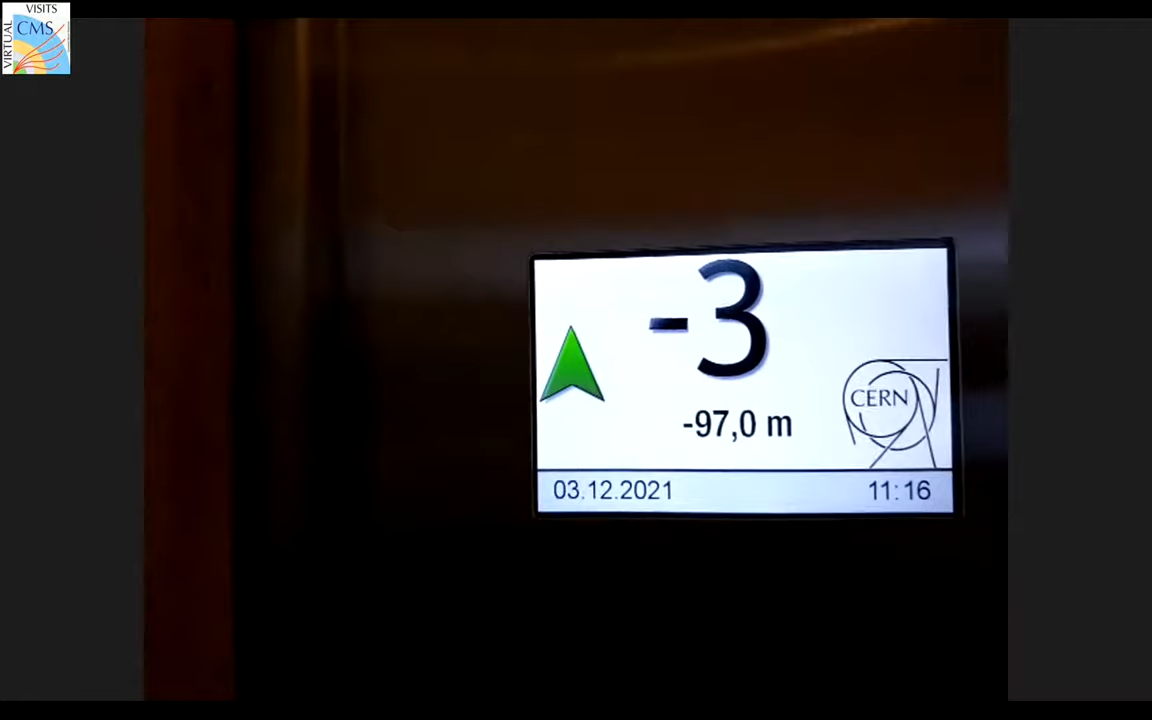 VISITS
VIRTUAL
CMS
-3
-97,0 m
CERN
03.12.2021 11:16